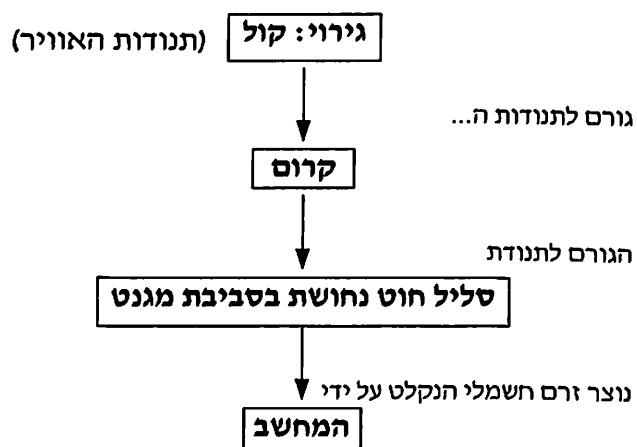 גירוי: קול (תנודות האוויר)
גורם לתנודות ה...
קרום
הגורם לתנודת
סליל חוט נחושת בסביבת מגנט
נוצר זרם חשמלי הנקלט על ידי
המחשב